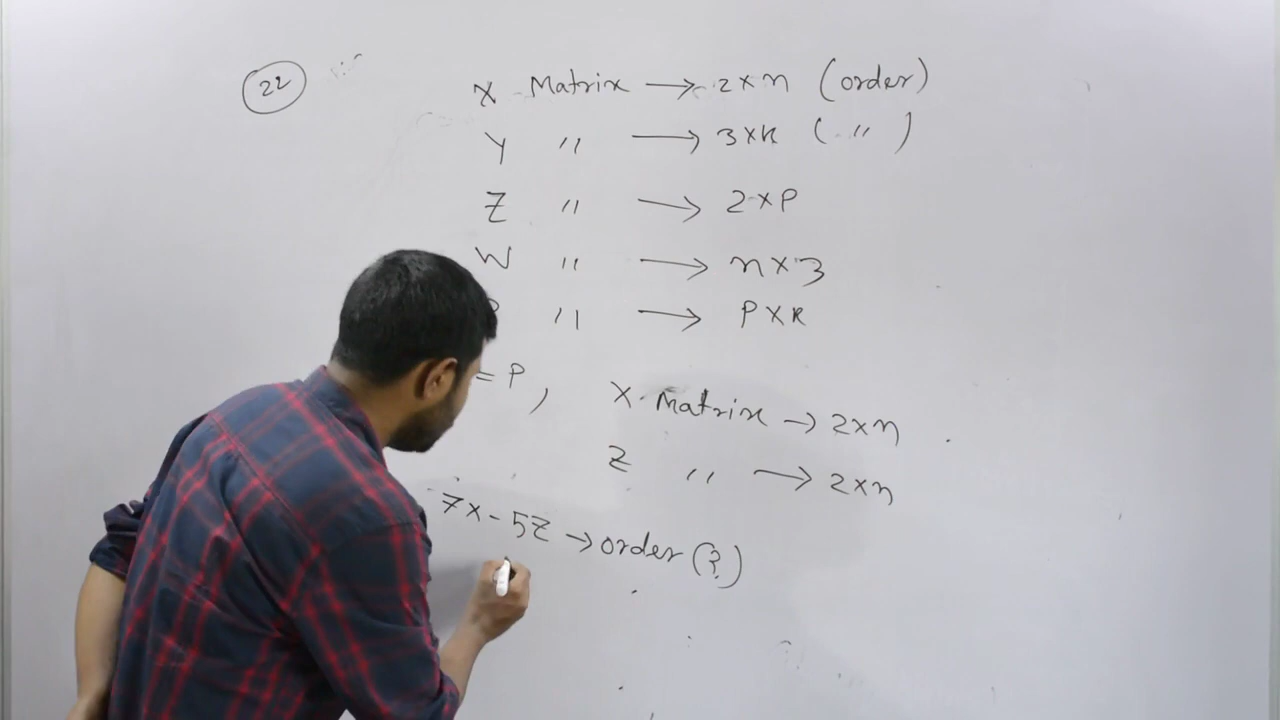 22
X Matrix → 2×n (order)
Y " → 3×k ( " )
Z " → 2×P
W " → n×3
" → P×k
= P , X Matrix → 2×n
Z " → 2×n
7x - 5Z → order (?)